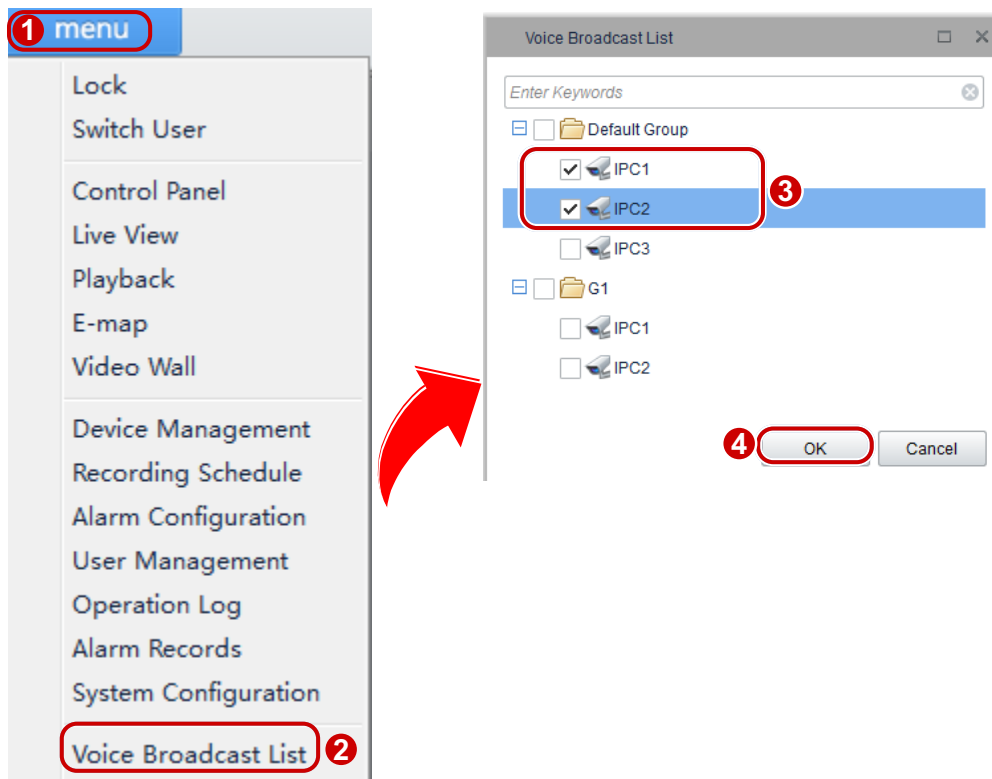 1 menu
Lock
Switch User
Control Panel
Live View
Playback
E-map
Video Wall
Device Management
Recording Schedule
Alarm Configuration
User Management
Operation Log
Alarm Records
System Configuration
Voice Broadcast List 2
Voice Broadcast List
Enter Keywords
Default Group
IPC1
3
IPC2
IPC3
G1
IPC1
IPC2
4 OK Cancel